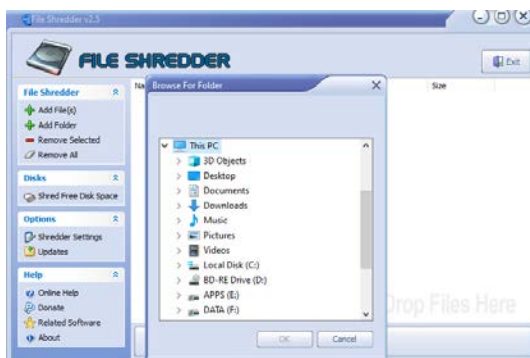 File Shredder v2.5
FILE SHREDDER
Exit
File Shredder
Add File(s)
Add Folder
Remove Selected
Remove All
Disks
Shred Free Disk Space
Options
Shredder Settings
Updates
Help
Online Help
Donate
Related Software
About
Na
Size
Browse For Folder
This PC
3D Objects
Desktop
Documents
Downloads
Music
Pictures
Videos
Local Disk (C:)
BD-RE Drive (D:)
APPS (E:)
DATA (F:)
OK
Cancel
Drop Files Here